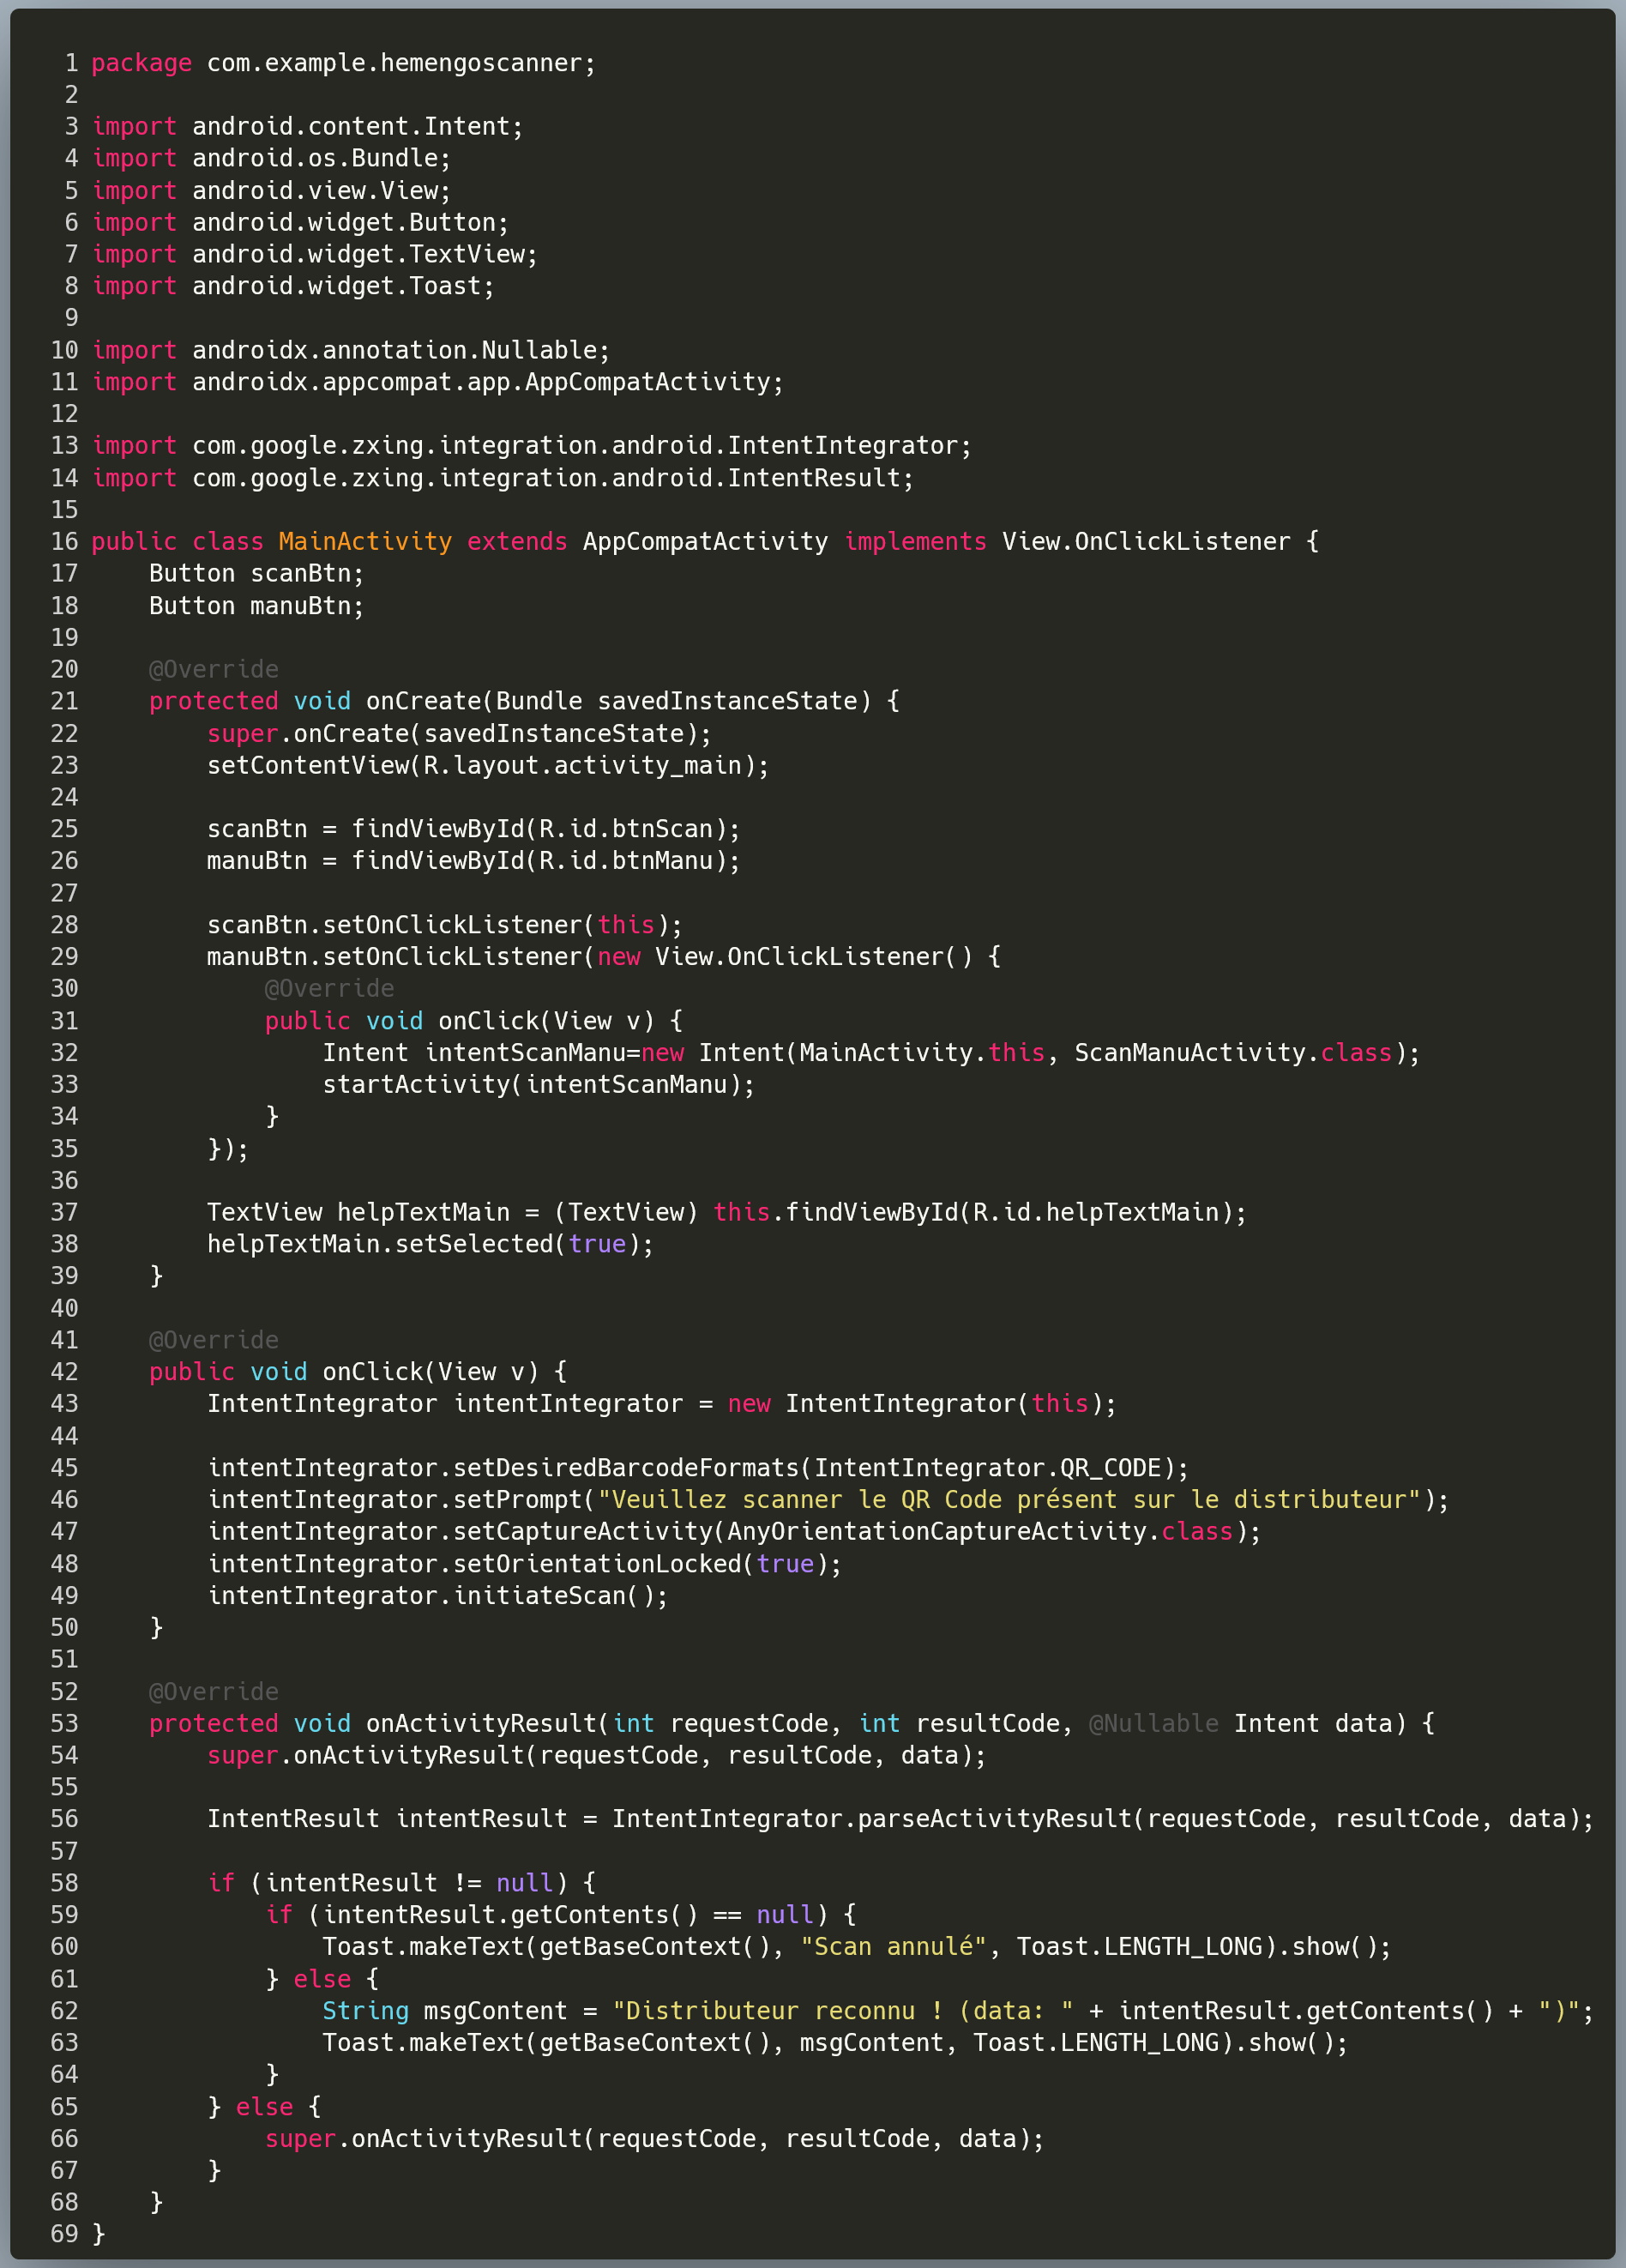 1 package com.example.hemengoscanner;
2
3 import android.content.Intent;
4 import android.os.Bundle;
5 import android.view.View;
6 import android.widget.Button;
7 import android.widget.TextView;
8 import android.widget.Toast;
9
10 import androidx.annotation.Nullable;
11 import androidx.appcompat.app.AppCompatActivity;
12
13 import com.google.zxing.integration.android.IntentIntegrator;
14 import com.google.zxing.integration.android.IntentResult;
15
16 public class MainActivity extends AppCompatActivity implements View.OnClickListener {
17     Button scanBtn;
18     Button manuBtn;
19
20     @Override
21     protected void onCreate(Bundle savedInstanceState) {
22         super.onCreate(savedInstanceState);
23         setContentView(R.layout.activity_main);
24
25         scanBtn = findViewById(R.id.btnScan);
26         manuBtn = findViewById(R.id.btnManu);
27
28         scanBtn.setOnClickListener(this);
29         manuBtn.setOnClickListener(new View.OnClickListener() {
30             @Override
31             public void onClick(View v) {
32                 Intent intentScanManu=new Intent(MainActivity.this, ScanManuActivity.class);
33                 startActivity(intentScanManu);
34             }
35         });
36
37         TextView helpTextMain = (TextView) this.findViewById(R.id.helpTextMain);
38         helpTextMain.setSelected(true);
39     }
40
41     @Override
42     public void onClick(View v) {
43         IntentIntegrator intentIntegrator = new IntentIntegrator(this);
44
45         intentIntegrator.setDesiredBarcodeFormats(IntentIntegrator.QR_CODE);
46         intentIntegrator.setPrompt("Veuillez scanner le QR Code présent sur le distributeur");
47         intentIntegrator.setCaptureActivity(AnyOrientationCaptureActivity.class);
48         intentIntegrator.setOrientationLocked(true);
49         intentIntegrator.initiateScan();
50     }
51
52     @Override
53     protected void onActivityResult(int requestCode, int resultCode, @Nullable Intent data) {
54         super.onActivityResult(requestCode, resultCode, data);
55
56         IntentResult intentResult = IntentIntegrator.parseActivityResult(requestCode, resultCode, data);
57
58         if (intentResult != null) {
59             if (intentResult.getContents() == null) {
60                 Toast.makeText(getBaseContext(), "Scan annulé", Toast.LENGTH_LONG).show();
61             } else {
62                 String msgContent = "Distributeur reconnu ! (data: " + intentResult.getContents() + ")";
63                 Toast.makeText(getBaseContext(), msgContent, Toast.LENGTH_LONG).show();
64             }
65         } else {
66             super.onActivityResult(requestCode, resultCode, data);
67         }
68     }
69 }